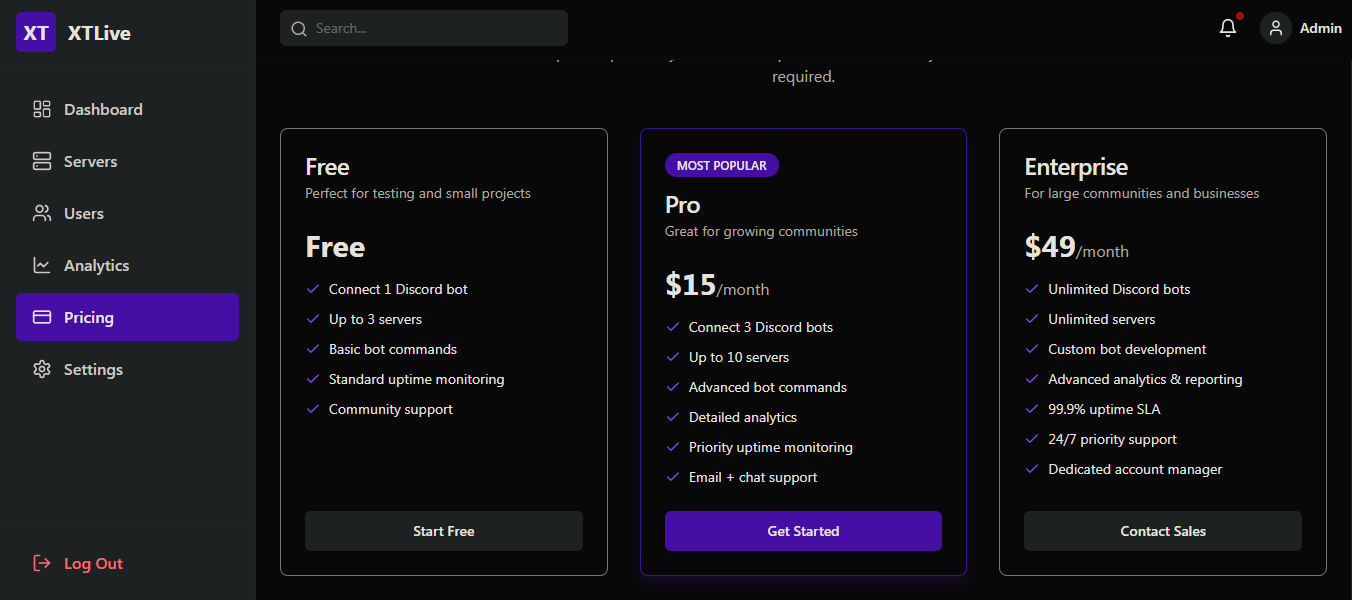 XT XTLive
Search...
Admin
Dashboard
Servers
Users
Analytics
Pricing
Settings
Log Out
required.
Free
Perfect for testing and small projects
Free
Connect 1 Discord bot
Up to 3 servers
Basic bot commands
Standard uptime monitoring
Community support
Start Free
MOST POPULAR
Pro
Great for growing communities
$15/month
Connect 3 Discord bots
Up to 10 servers
Advanced bot commands
Detailed analytics
Priority uptime monitoring
Email + chat support
Get Started
Enterprise
For large communities and businesses
$49/month
Unlimited Discord bots
Unlimited servers
Custom bot development
Advanced analytics & reporting
99.9% uptime SLA
24/7 priority support
Dedicated account manager
Contact Sales